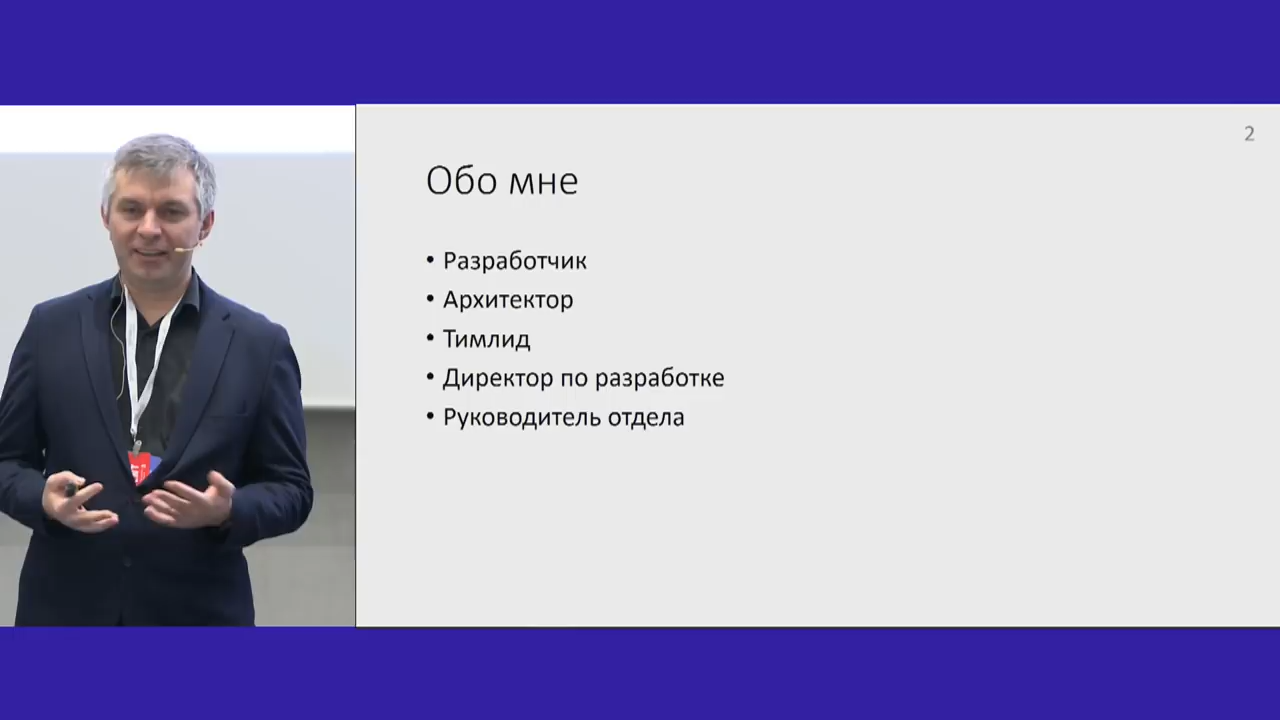 2
Обо мне
• Разработчик
• Архитектор
• Тимлид
• Директор по разработке
• Руководитель отдела